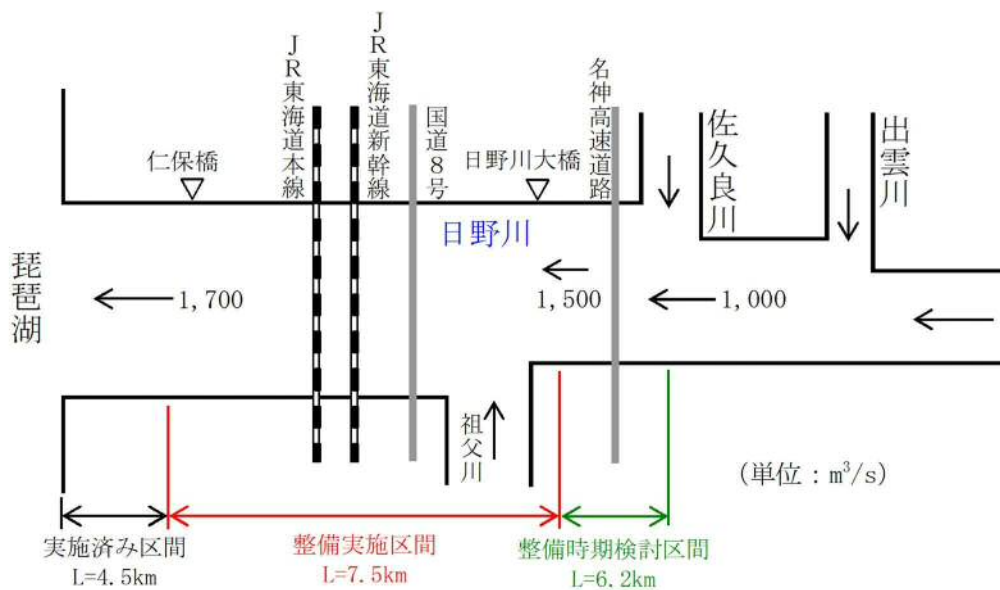 JR東海道本線
JR東海道新幹線
国道8号
名神高速道路
佐久良川
出雲川
仁保橋
日野川大橋
日野川
琵琶湖
1,700
1,500
1,000
祖父川
(単位：m³/s)
実施済み区間
L=4.5km
整備実施区間
L=7.5km
整備時期検討区間
L=6.2km